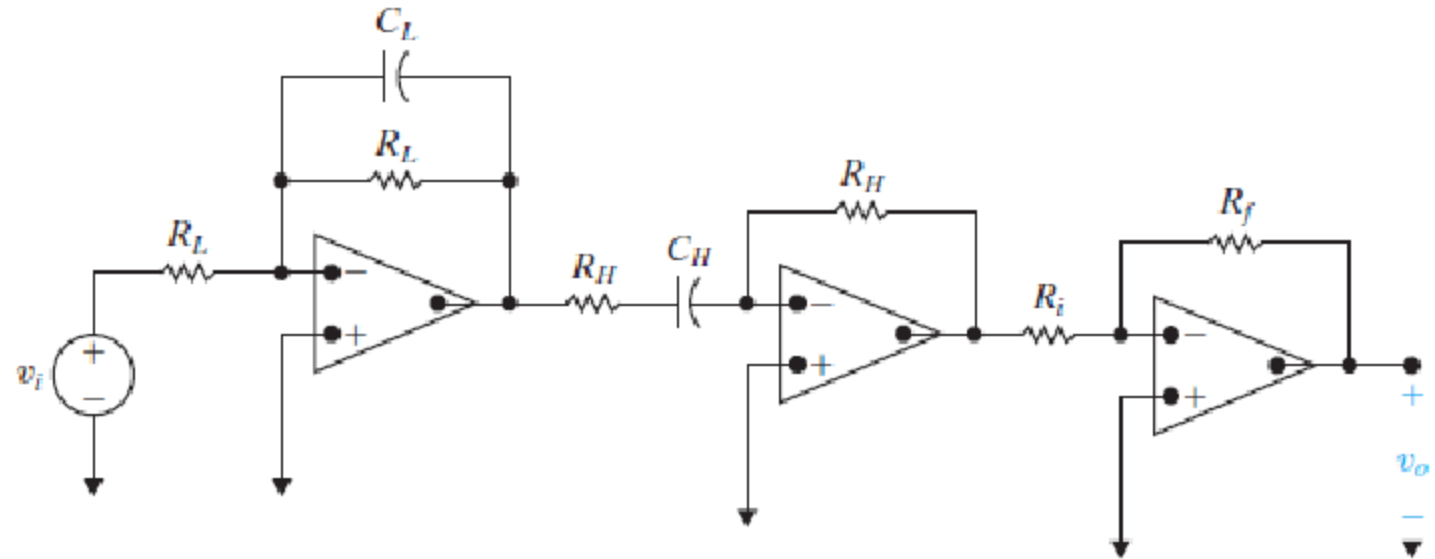 C_L
R_L
R_H
R_f
R_L
C_H
R_H
R_i
−
−
−
+
+
+
+
−
v_i
+
v_o
−